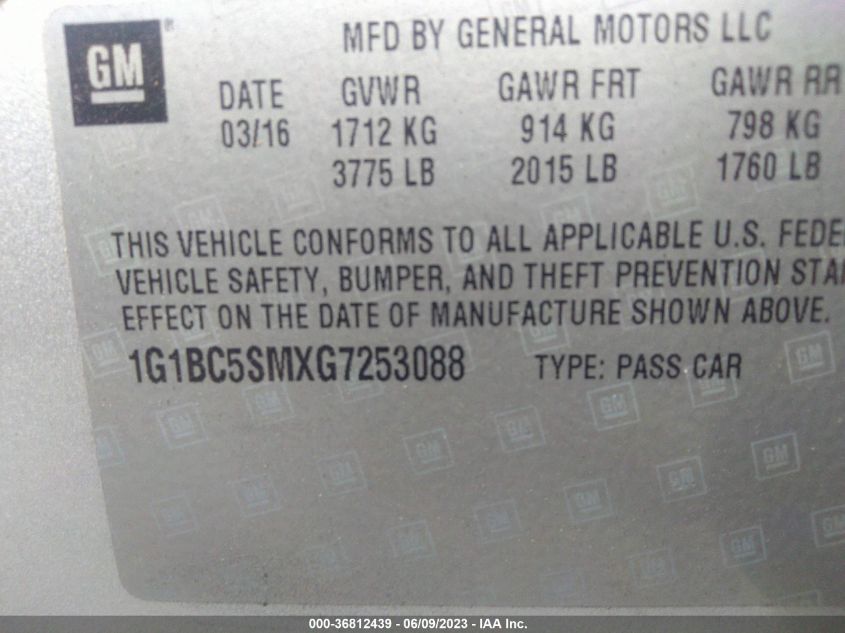 GM ® MFD BY GENERAL MOTORS LLC
DATE GVWR GAWR FRT GAWR RR
03/16 1712 KG 914 KG 798 KG
3775 LB 2015 LB 1760 LB
THIS VEHICLE CONFORMS TO ALL APPLICABLE U.S. FEDE
VEHICLE SAFETY, BUMPER, AND THEFT PREVENTION STA
EFFECT ON THE DATE OF MANUFACTURE SHOWN ABOVE.
1G1BC5SMXG7253088 TYPE: PASS CAR
000-36812439 - 06/09/2023 - IAA Inc.